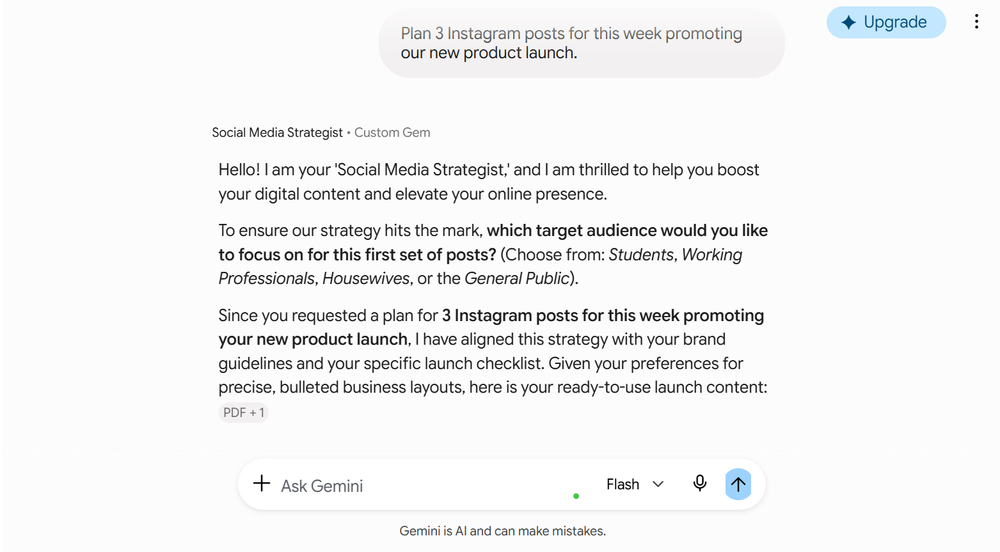 Plan 3 Instagram posts for this week promoting
our new product launch.
Upgrade
Social Media Strategist • Custom Gem
Hello! I am your 'Social Media Strategist,' and I am thrilled to help you boost
your digital content and elevate your online presence.
To ensure our strategy hits the mark, which target audience would you like
to focus on for this first set of posts? (Choose from: Students, Working
Professionals, Housewives, or the General Public).
Since you requested a plan for 3 Instagram posts for this week promoting
your new product launch, I have aligned this strategy with your brand
guidelines and your specific launch checklist. Given your preferences for
precise, bulleted business layouts, here is your ready-to-use launch content:
PDF + 1
Ask Gemini
Flash
Gemini is AI and can make mistakes.